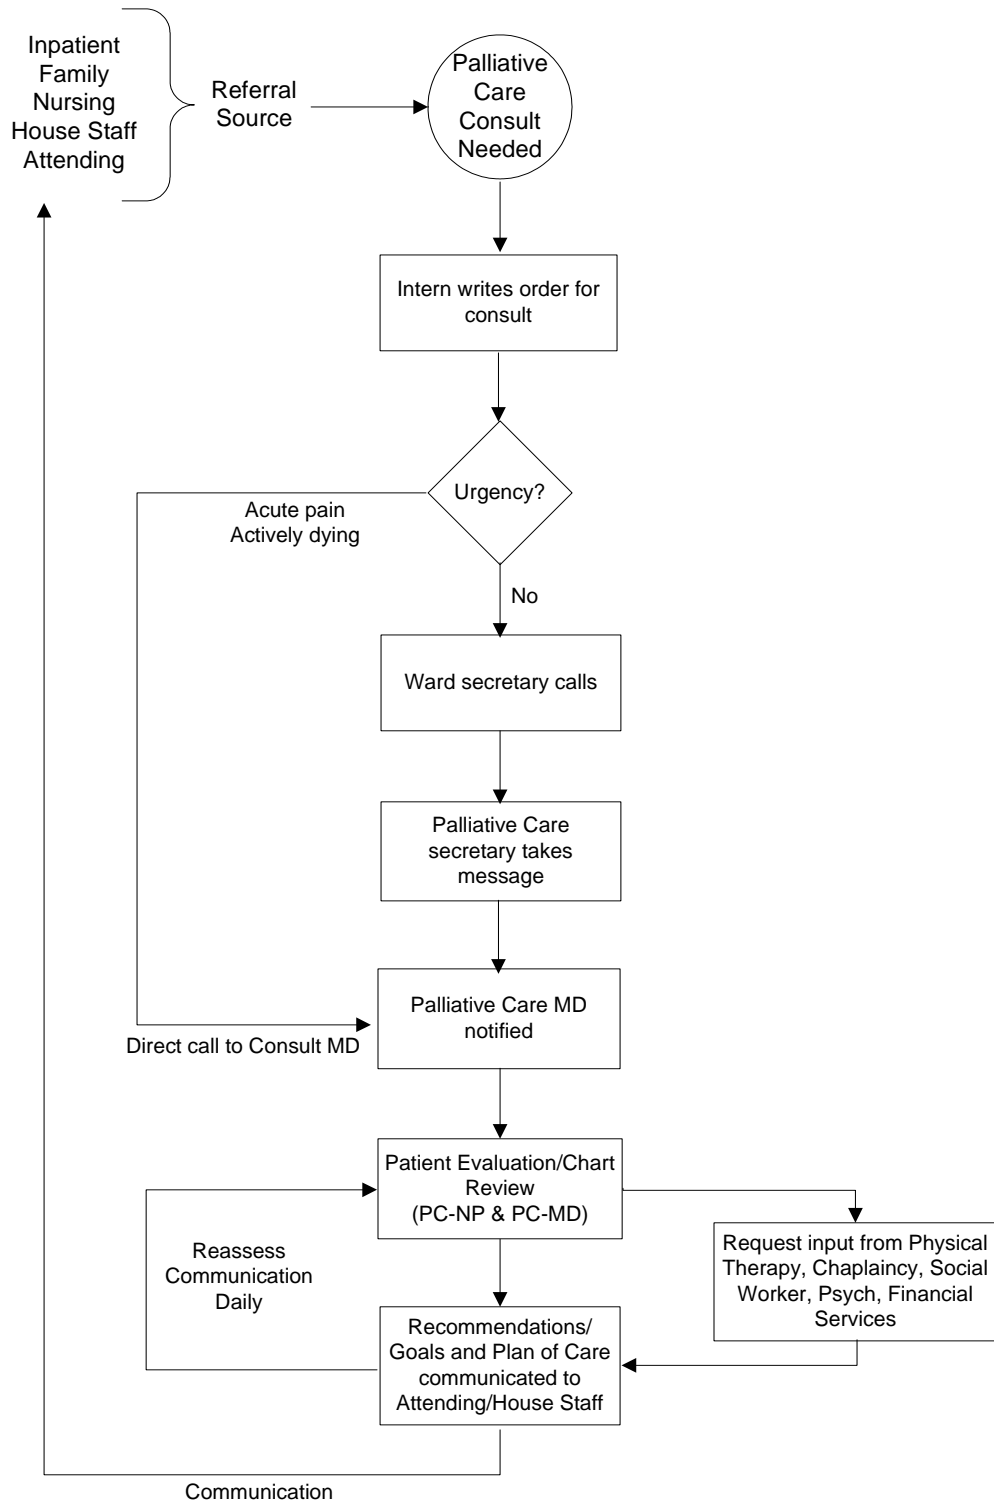 Inpatient
Family
Nursing
House Staff
Attending
Referral
Source
Palliative
Care
Consult
Needed
Intern writes order for
consult
Urgency?
Acute pain
Actively dying
No
Ward secretary calls
Palliative Care
secretary takes
message
Palliative Care MD
notified
Direct call to Consult MD
Patient Evaluation/Chart
Review
(PC-NP & PC-MD)
Request input from Physical
Therapy, Chaplaincy, Social
Worker, Psych, Financial
Services
Reassess
Communication
Daily
Recommendations/
Goals and Plan of Care
communicated to
Attending/House Staff
Communication